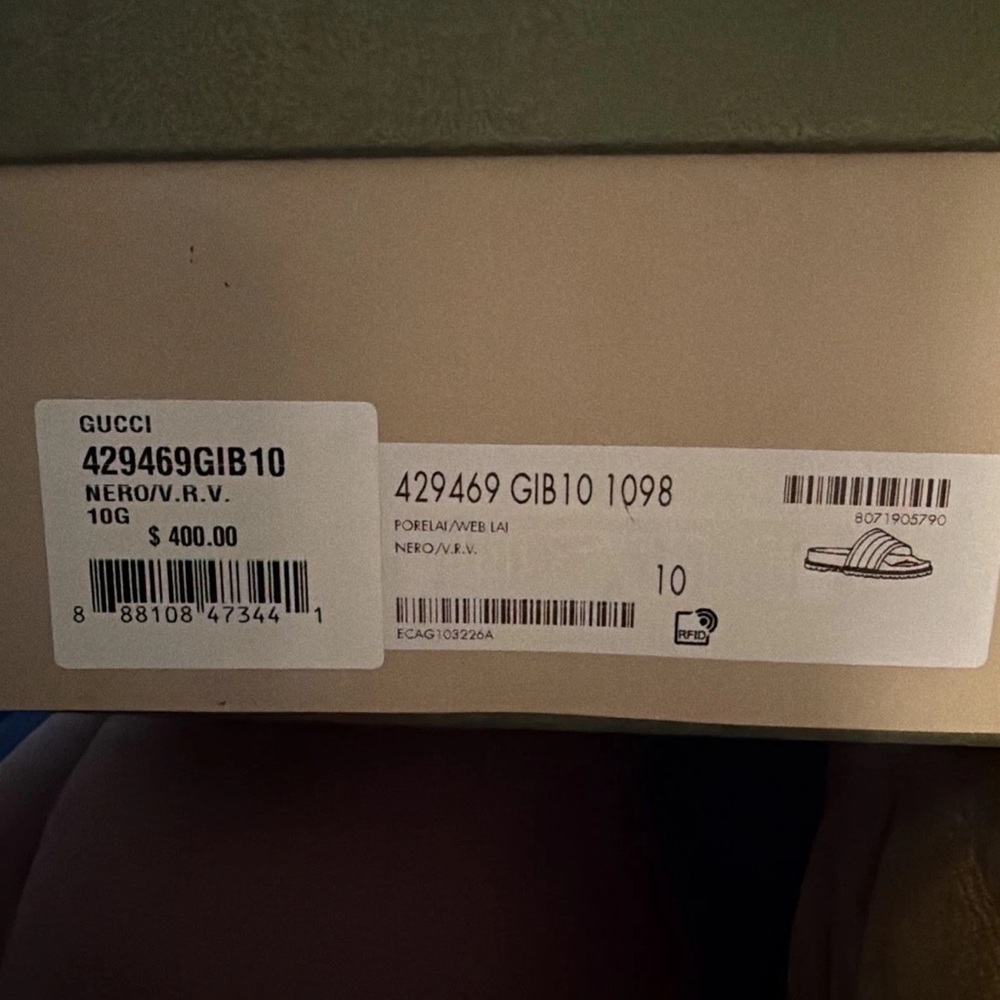 GUCCI
429469GIB10
NERO/V.R.V.
10G
$ 400.00
8 88108 47344 1
429469 GIB10 1098
PORELAI/WEB LAI
NERO/V.R.V.
10
ECAG103226A
RFID
8071905790